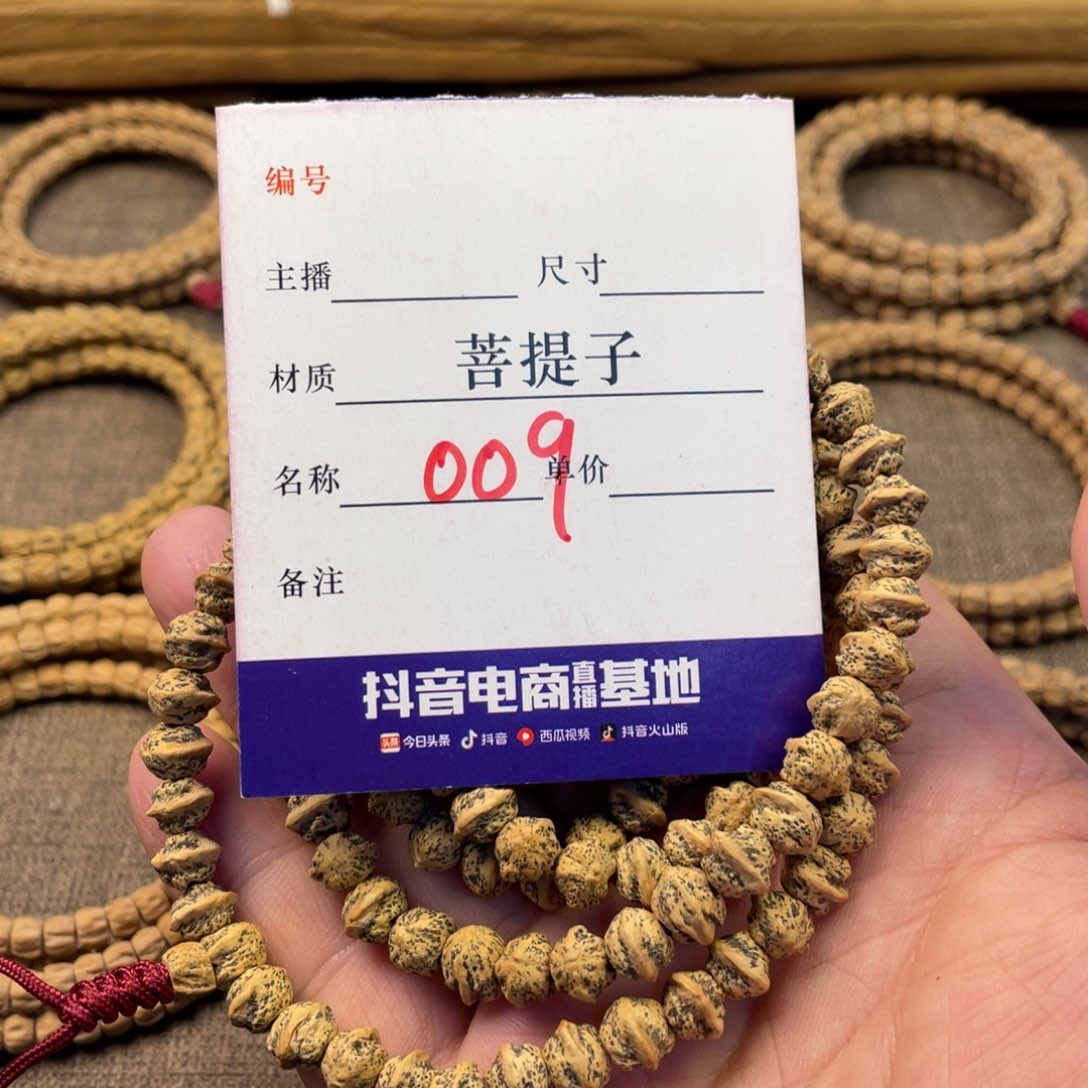 编号
主播 尺寸
材质 菩提子
名称 009 单价
备注
抖音电商直播基地
头条 今日头条 抖音 西瓜视频 抖音火山版